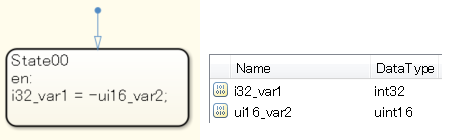 State00
en:
i32_var1 = -ui16_var2;
Name DataType
i32_var1 int32
ui16_var2 uint16